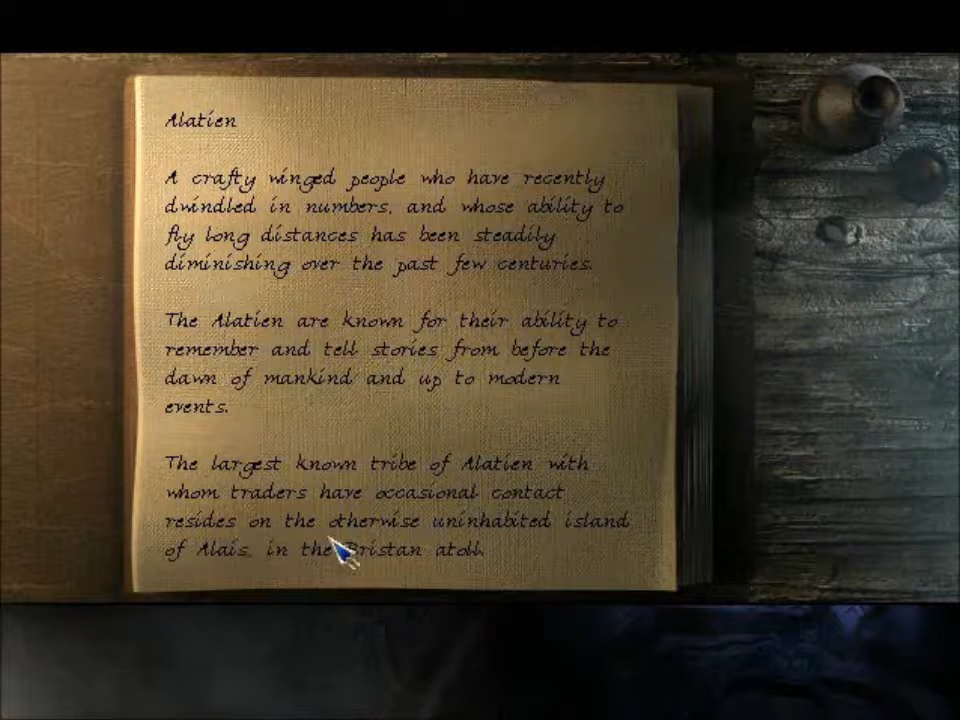 Alatien
A crafty winged people who have recently
dwindled in numbers, and whose ability to
fly long distances has been steadily
diminishing over the past few centuries.
The Alatien are known for their ability to
remember and tell stories from before the
dawn of mankind and up to modern
events.
The largest known tribe of Alatien with
whom traders have occasional contact
resides on the otherwise uninhabited island
of Alais, in the Bristan atoll.